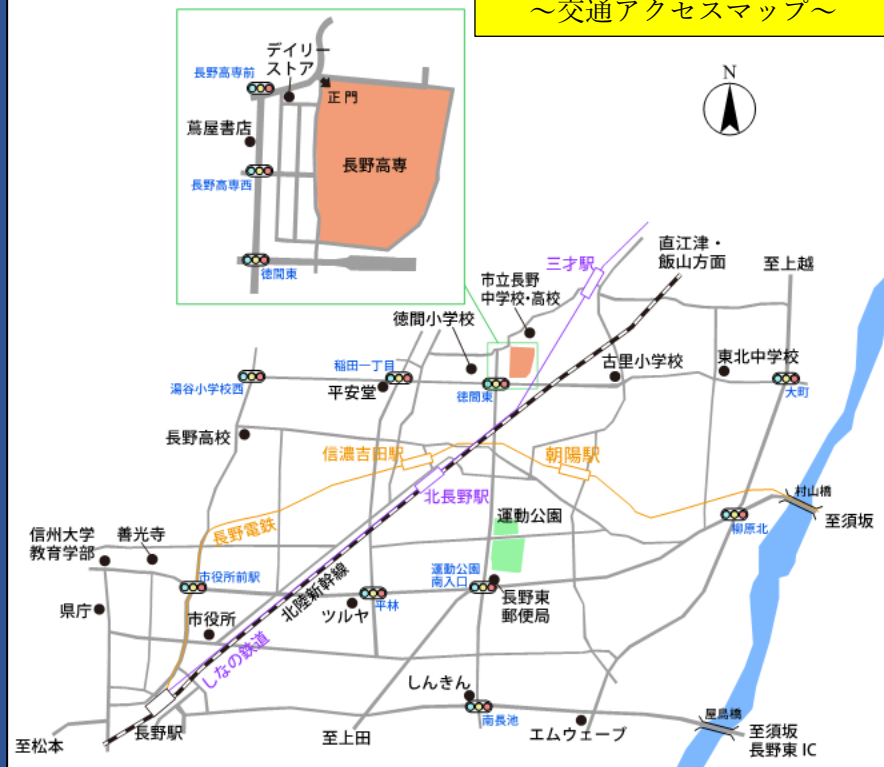 ～交通アクセスマップ～
デイリー
ストア
長野高専前
正門
蔦屋書店
長野高専
長野高専西
徳間東
N
直江津・
飯山方面
三才駅
至上越
市立長野
中学校・高校
徳間小学校
稲田一丁目
古里小学校
東北中学校
湯谷小学校西
平安堂
徳間東
大町
長野高校
信濃吉田駅
朝陽駅
北長野駅
村山橋
運動公園
至須坂
長野電鉄
柳原北
信州大学
教育学部
善光寺
市役所前駅
北陸新幹線
運動公園
南入口
県庁
市役所
ツルヤ
平林
長野東
郵便局
しなの鉄道
しんきん
南長池
屋島橋
長野駅
至松本
至上田
エムウェーブ
至須坂
長野東 IC